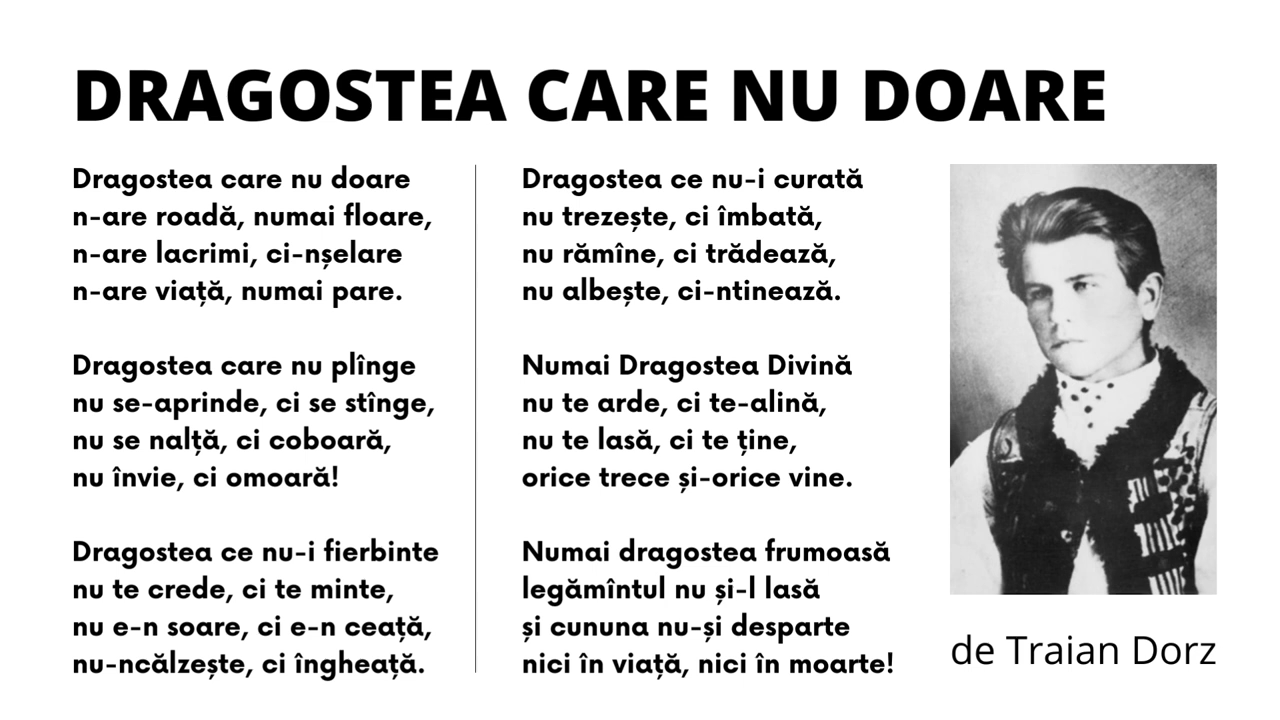 DRAGOSTEA CARE NU DOARE
Dragostea care nu doare
n-are roadă, numai floare,
n-are lacrimi, ci-nșelare
n-are viață, numai pare.
Dragostea care nu plînge
nu se-aprinde, ci se stînge,
nu se nalță, ci coboară,
nu învie, ci omoară!
Dragostea ce nu-i fierbinte
nu te crede, ci te minte,
nu e-n soare, ci e-n ceață,
nu-ncălzește, ci îngheață.
Dragostea ce nu-i curată
nu trezește, ci îmbată,
nu rămîne, ci trădează,
nu albește, ci-ntinează.
Numai Dragostea Divină
nu te arde, ci te-alină,
nu te lasă, ci te ține,
orice trece și-orice vine.
Numai dragostea frumoasă
legămîntul nu și-l lasă
și cununa nu-și desparte
nici în viață, nici în moarte!
de Traian Dorz